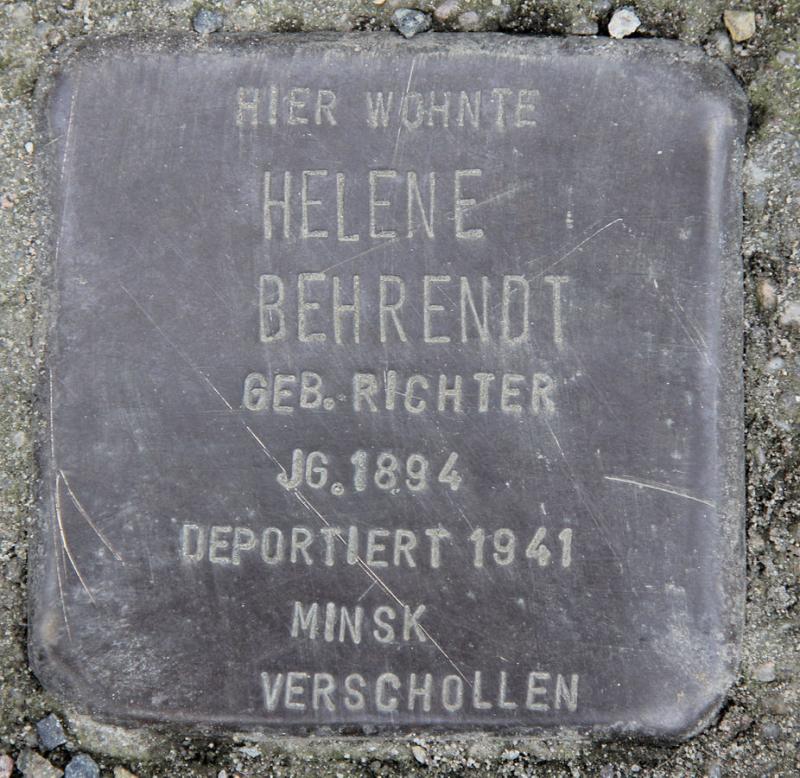 HIER WOHNTE
HELENE
BEHRENDT
GEB. RICHTER
JG. 1894
DEPORTIERT 1941
MINSK
VERSCHOLLEN